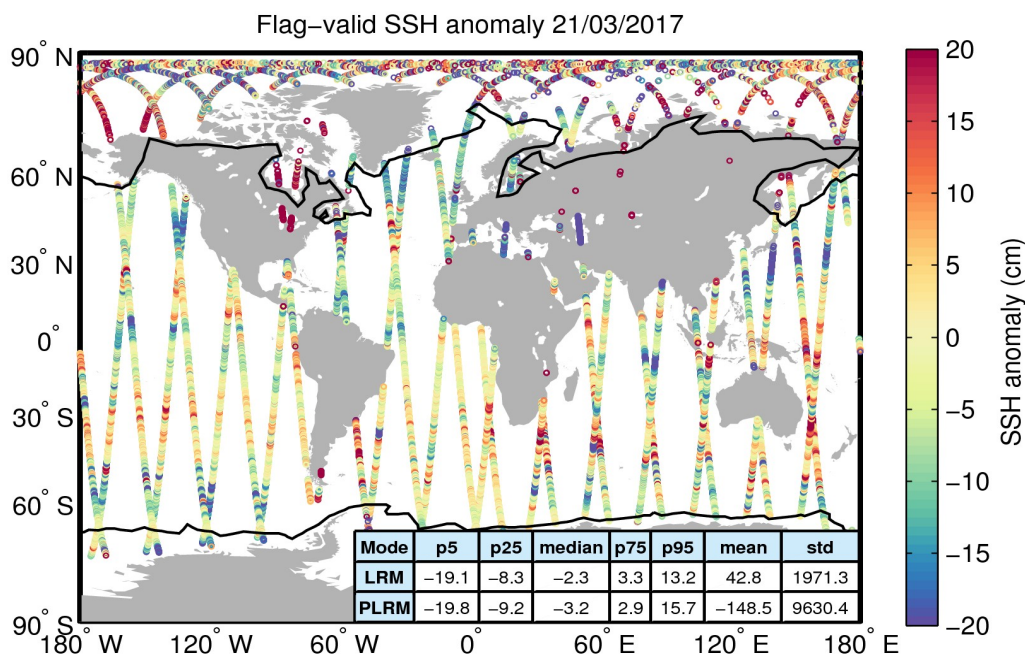 Flag−valid SSH anomaly 21/03/2017
90° N
60° N
30° N
0°
30° S
60° S
90° S
180° W
120° W
60° W
0°
60° E
120° E
180° E
Mode p5 p25 median p75 p95 mean std
LRM −19.1 −8.3 −2.3 3.3 13.2 42.8 1971.3
PLRM −19.8 −9.2 −3.2 2.9 15.7 −148.5 9630.4
20
15
10
5
0
−5
−10
−15
−20
SSH anomaly (cm)